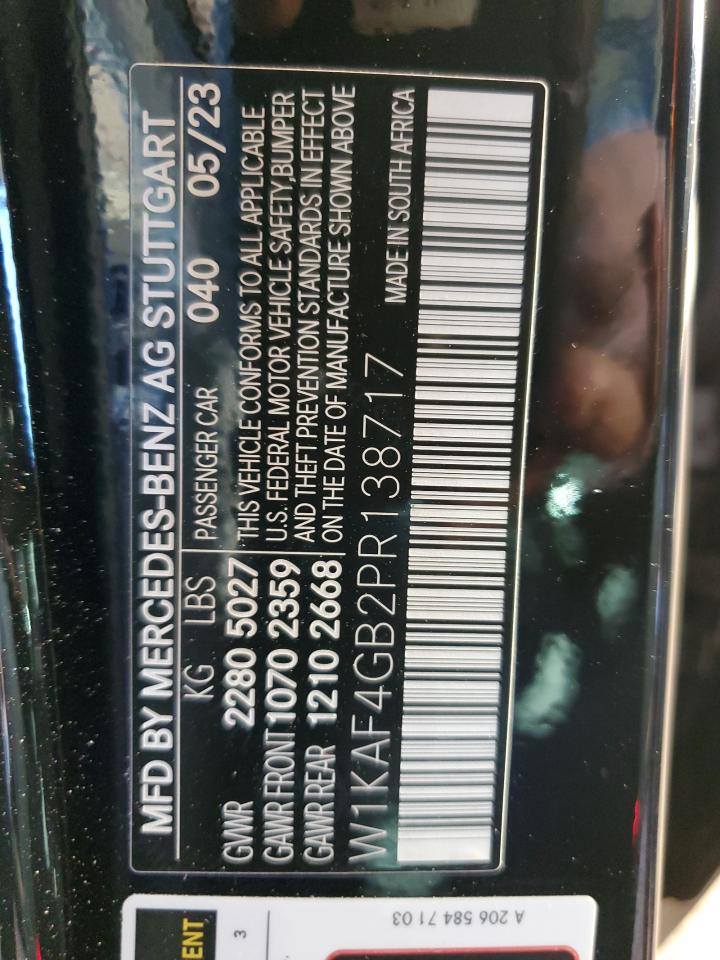 MFD BY MERCEDES-BENZ AG STUTTGART
KG LBS PASSENGER CAR 040 05/23
GWR 2280 5027 THIS VEHICLE CONFORMS TO ALL APPLICABLE
GAWR FRONT 1070 2359 U.S. FEDERAL MOTOR VEHICLE SAFETY,BUMPER
GAWR REAR 1210 2668 AND THEFT PREVENTION STANDARDS IN EFFECT
ON THE DATE OF MANUFACTURE SHOWN ABOVE
W1KAF4GB2PR138717 MADE IN SOUTH AFRICA
ENT
3
A 206 584 71 03